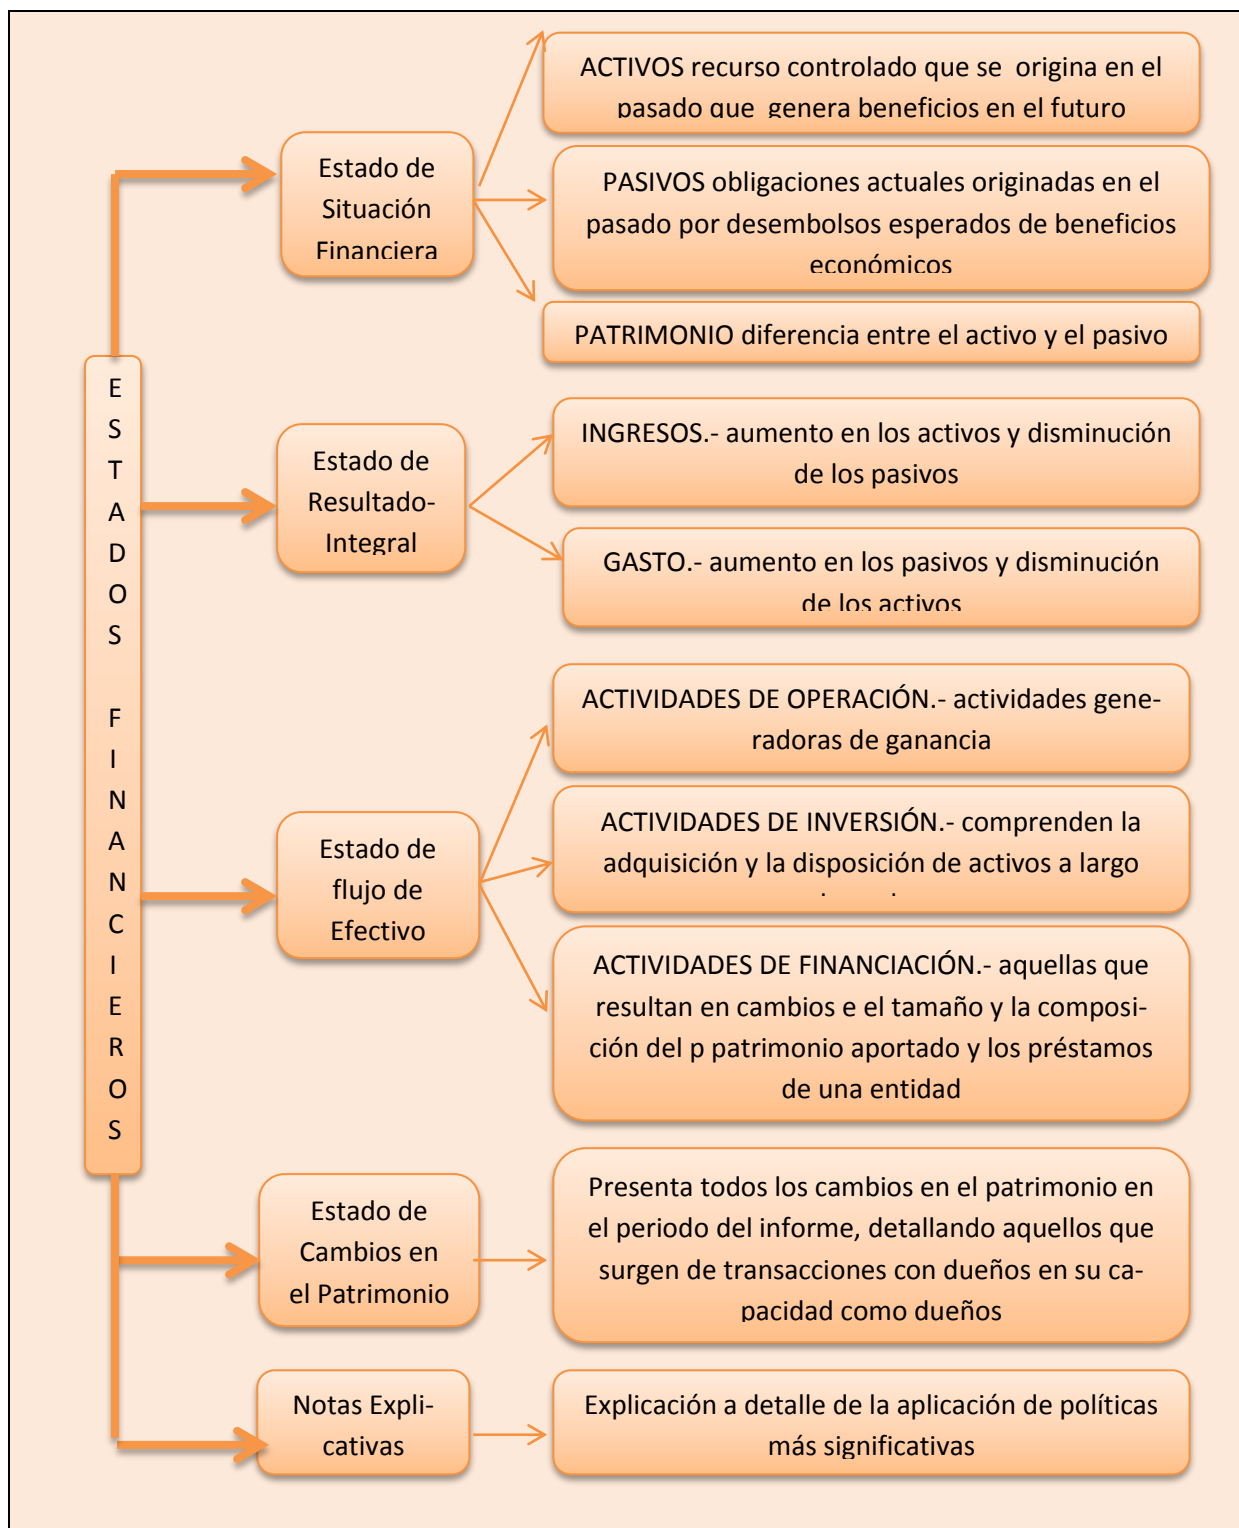 ESTADOS FINANCIEROS
Estado de
Situación
Financiera
ACTIVOS recurso controlado que se  origina en el
pasado que  genera beneficios en el futuro
PASIVOS obligaciones actuales originadas en el
pasado por desembolsos esperados de beneficios
económicos
PATRIMONIO diferencia entre el activo y el pasivo
Estado de
Resultado-
Integral
INGRESOS.- aumento en los activos y disminución
de los pasivos
GASTO.- aumento en los pasivos y disminución
de los activos
Estado de
flujo de
Efectivo
ACTIVIDADES DE OPERACIÓN.- actividades gene-
radoras de ganancia
ACTIVIDADES DE INVERSIÓN.- comprenden la
adquisición y la disposición de activos a largo
ACTIVIDADES DE FINANCIACIÓN.- aquellas que
resultan en cambios e el tamaño y la composi-
ción del p patrimonio aportado y los préstamos
de una entidad
Estado de
Cambios en
el Patrimonio
Presenta todos los cambios en el patrimonio en
el periodo del informe, detallando aquellos que
surgen de transacciones con dueños en su ca-
pacidad como dueños
Notas Expli-
cativas
Explicación a detalle de la aplicación de políticas
más significativas